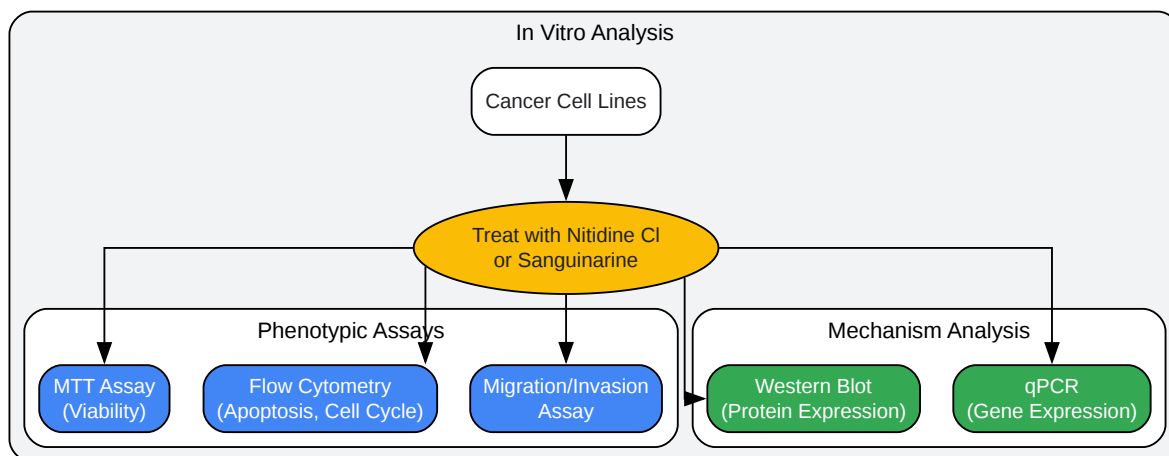 In Vitro Analysis
Cancer Cell Lines
Treat with Nitidine Cl
or Sanguinarine
Phenotypic Assays
MTT Assay
(Viability)
Flow Cytometry
(Apoptosis, Cell Cycle)
Migration/Invasion
Assay
Mechanism Analysis
Western Blot
(Protein Expression)
qPCR
(Gene Expression)